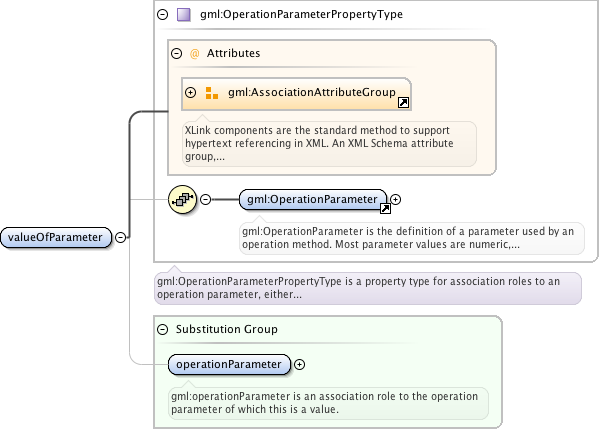 gml:OperationParameterPropertyType
@ Attributes
gml:AssociationAttributeGroup
XLink components are the standard method to support
hypertext referencing in XML. An XML Schema attribute
group,...
gml:OperationParameter
gml:OperationParameter is the definition of a parameter used by an
operation method. Most parameter values are numeric,...
valueOfParameter
gml:OperationParameterPropertyType is a property type for association roles to an
operation parameter, either...
Substitution Group
operationParameter
gml:operationParameter is an association role to the operation
parameter of which this is a value.